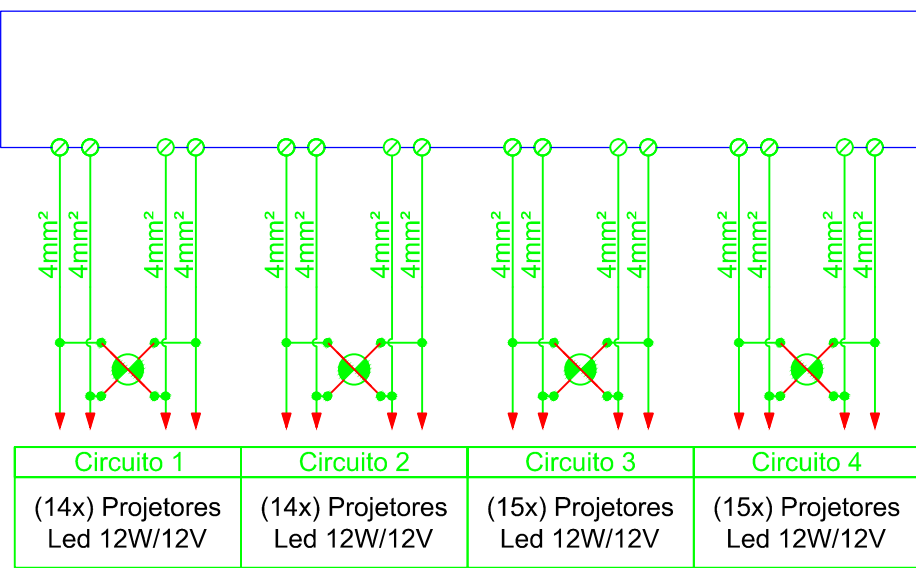 4mm² 4mm² 4mm² 4mm² 4mm² 4mm² 4mm² 4mm² 4mm² 4mm² 4mm² 4mm² 4mm² 4mm² 4mm² 4mm²
Circuito 1
(14x) Projetores
Led 12W/12V
Circuito 2
(14x) Projetores
Led 12W/12V
Circuito 3
(15x) Projetores
Led 12W/12V
Circuito 4
(15x) Projetores
Led 12W/12V